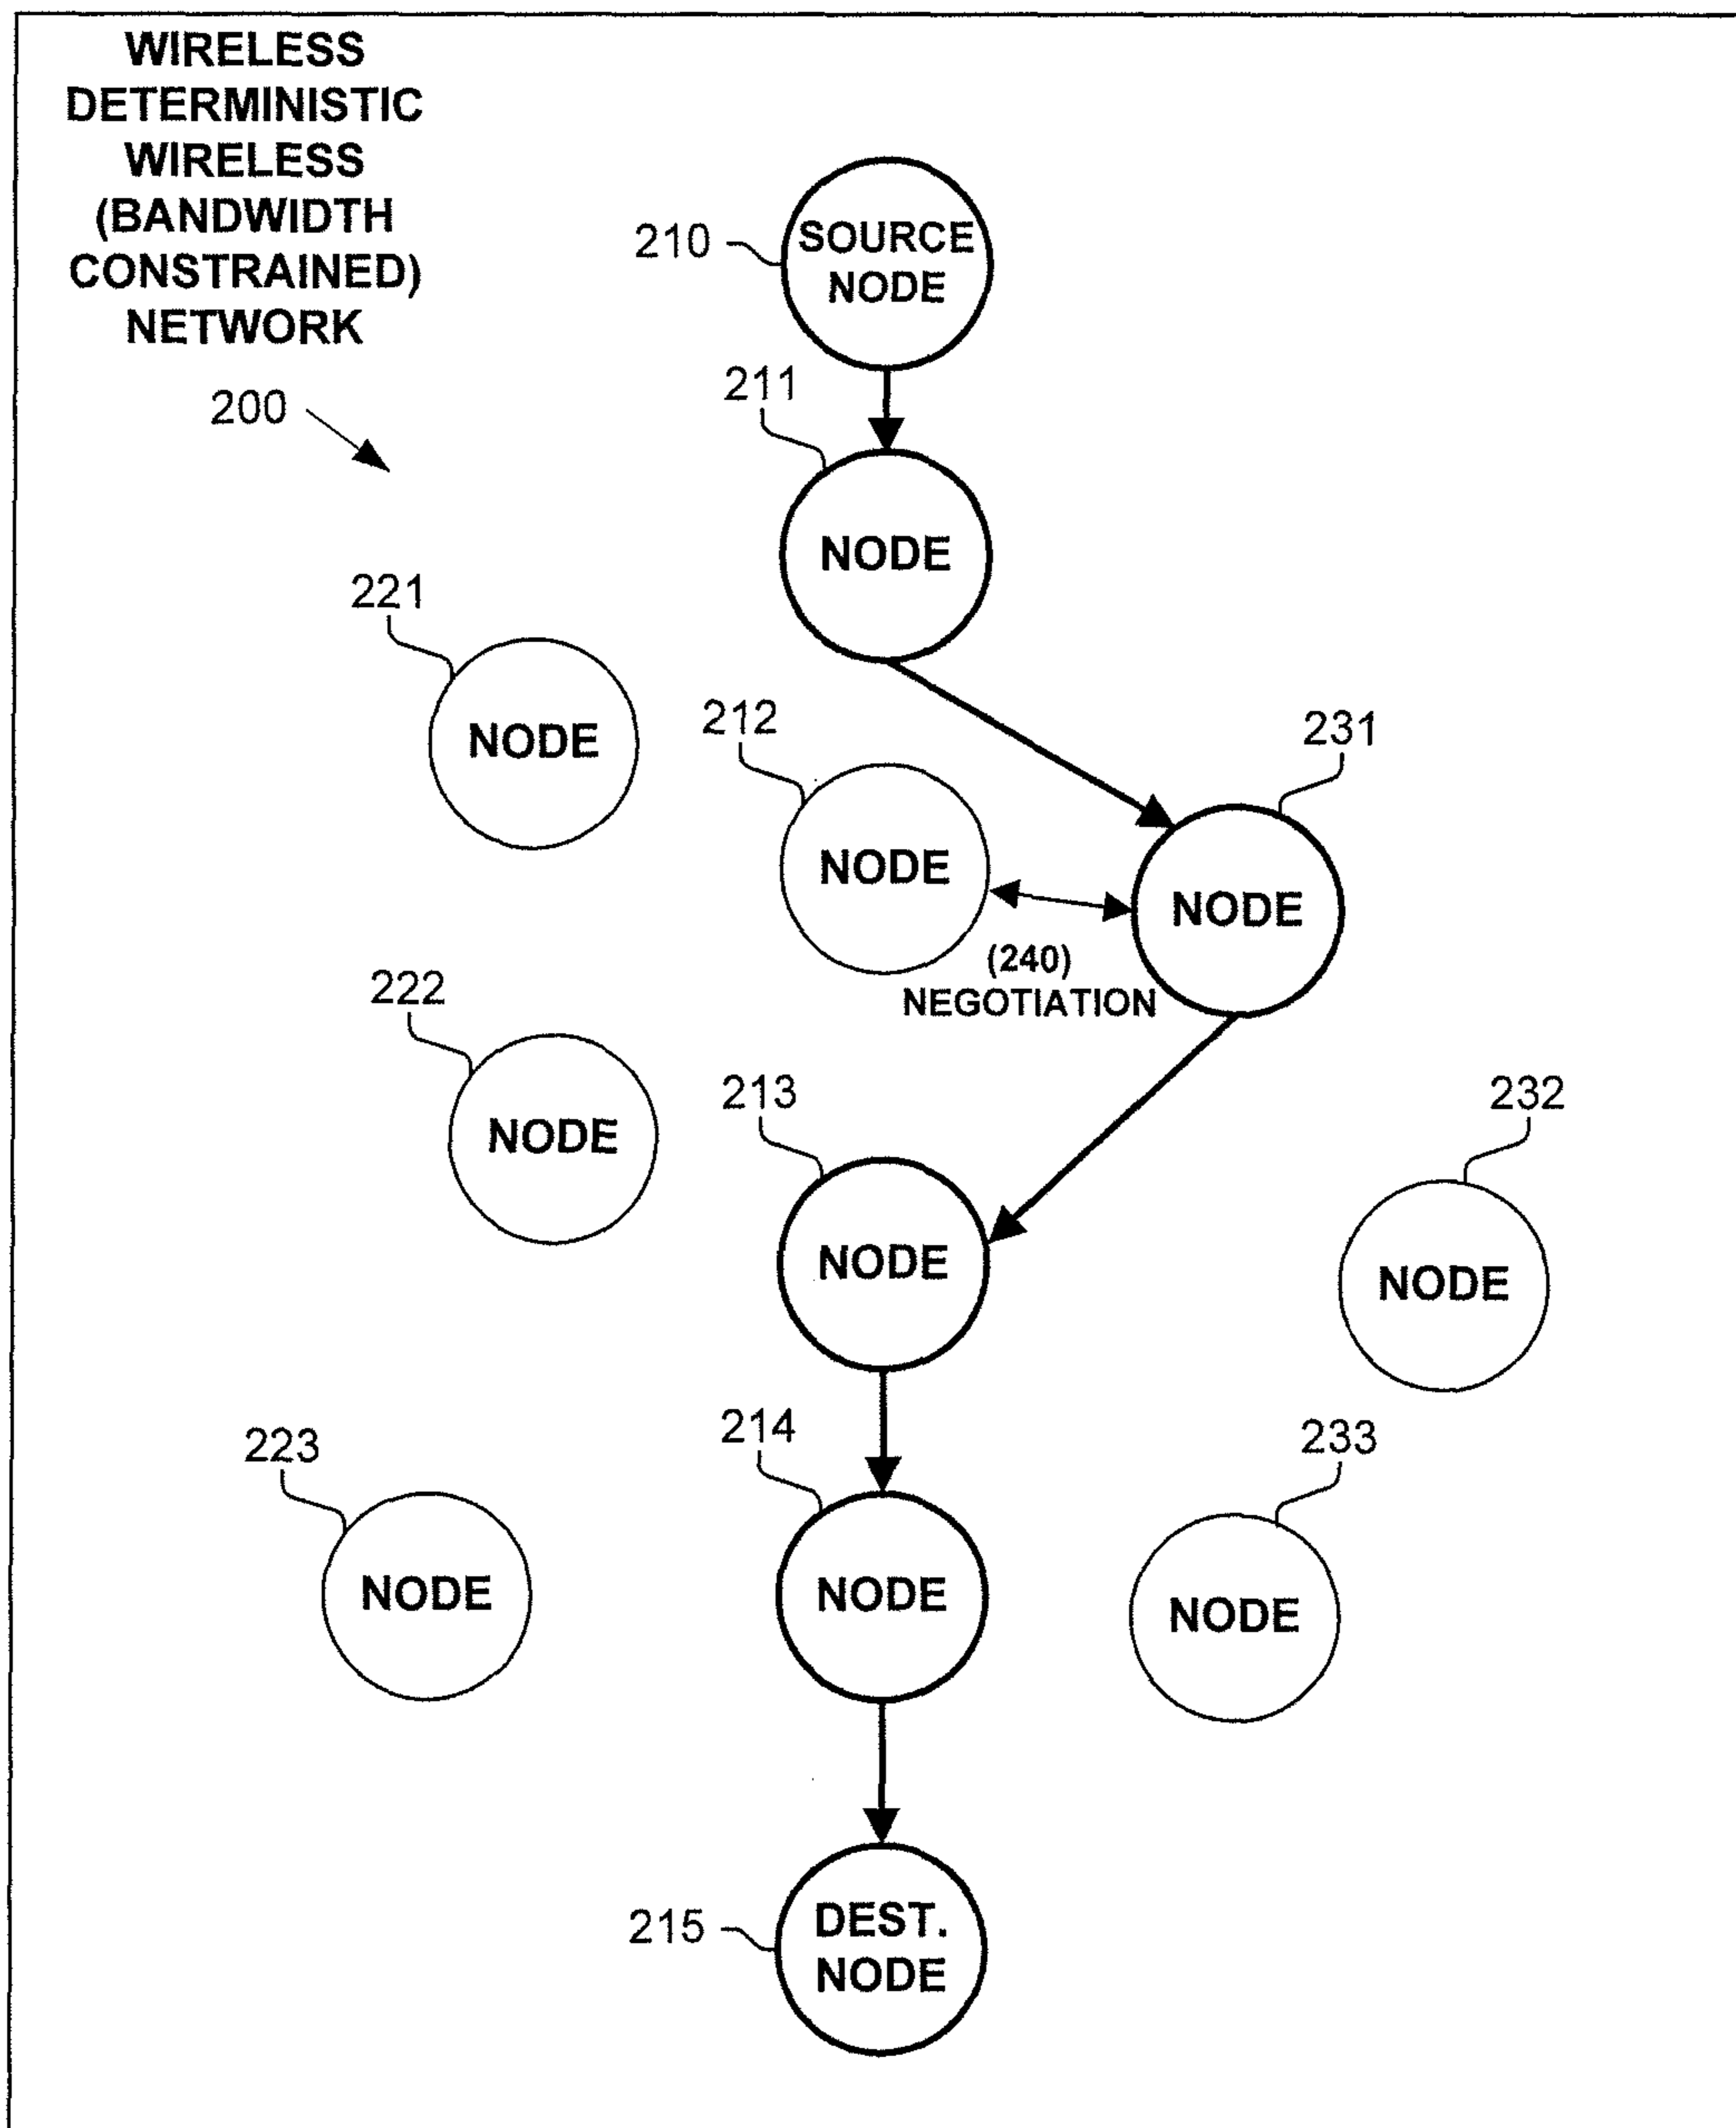 WIRELESS
DETERMINISTIC
WIRELESS
(BANDWIDTH
CONSTRAINED)
NETWORK
200
210
SOURCE
NODE
211
NODE
221
NODE
212
NODE
231
NODE
(240)
NEGOTIATION
222
NODE
213
NODE
232
NODE
223
NODE
214
NODE
233
NODE
215
DEST.
NODE